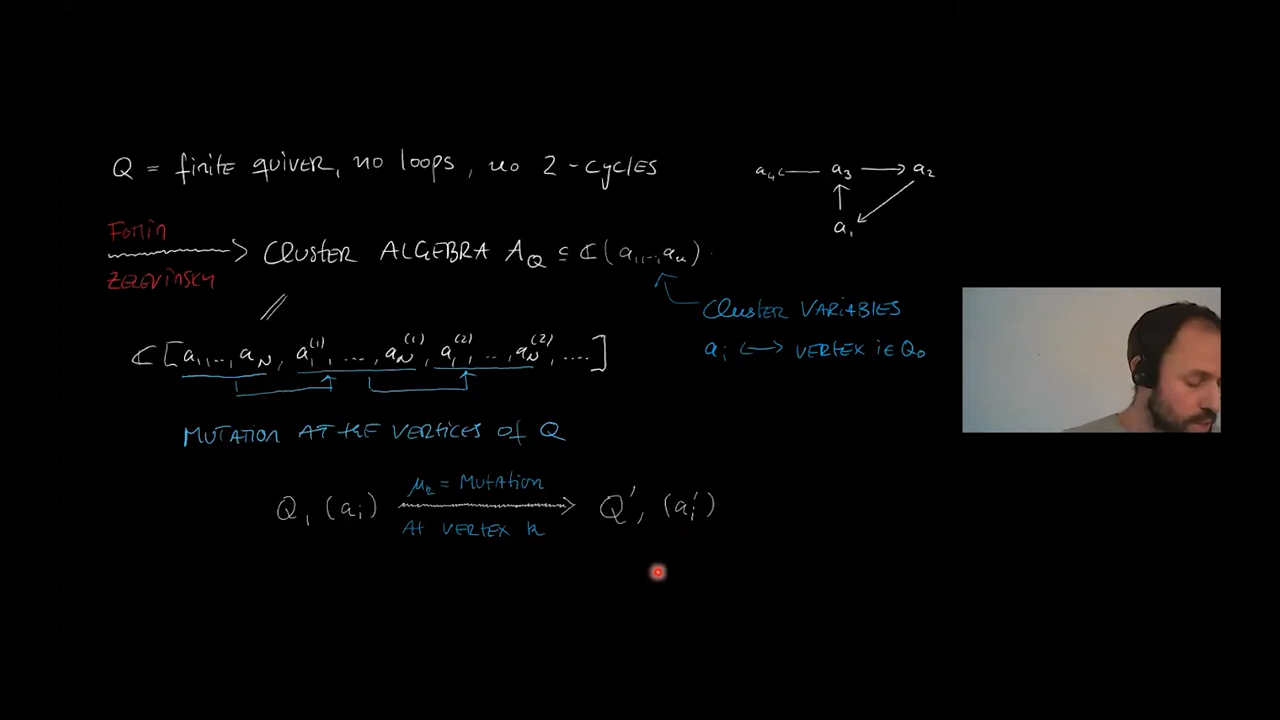 Q = finite quiver, no loops, no 2-cycles
a₄ ← a₃ → a₂
a₁
Fomin
Zelevinsky
CLUSTER ALGEBRA A_Q ⊆ ℂ(a₁,..,aₙ)
CLUSTER VARIABLES
aᵢ ↔ VERTEX i∈Q₀
ℂ[a₁,.., a_N, a₁⁽¹⁾, ..., a_N⁽¹⁾, a₁⁽²⁾, .., a_N⁽²⁾, ....]
MUTATION AT the VERTICES of Q
μₖ = MUTATION
Q, (aᵢ) → Q', (aᵢ')
At VERTEX k